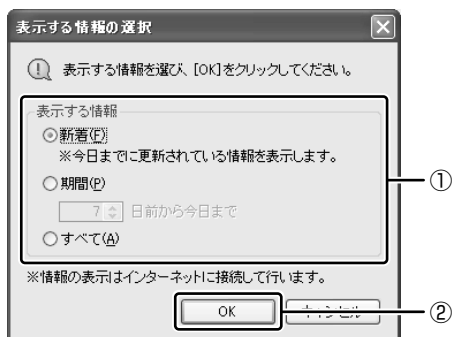 表示する情報の選択
表示する情報を選び、[OK]をクリックしてください。
表示する情報
新着(F)
※今日までに更新されている情報を表示します。
①
期間(P)
7 日前から今日まで
すべて(A)
※情報の表示はインターネットに接続して行います。
OK キャンセル ②